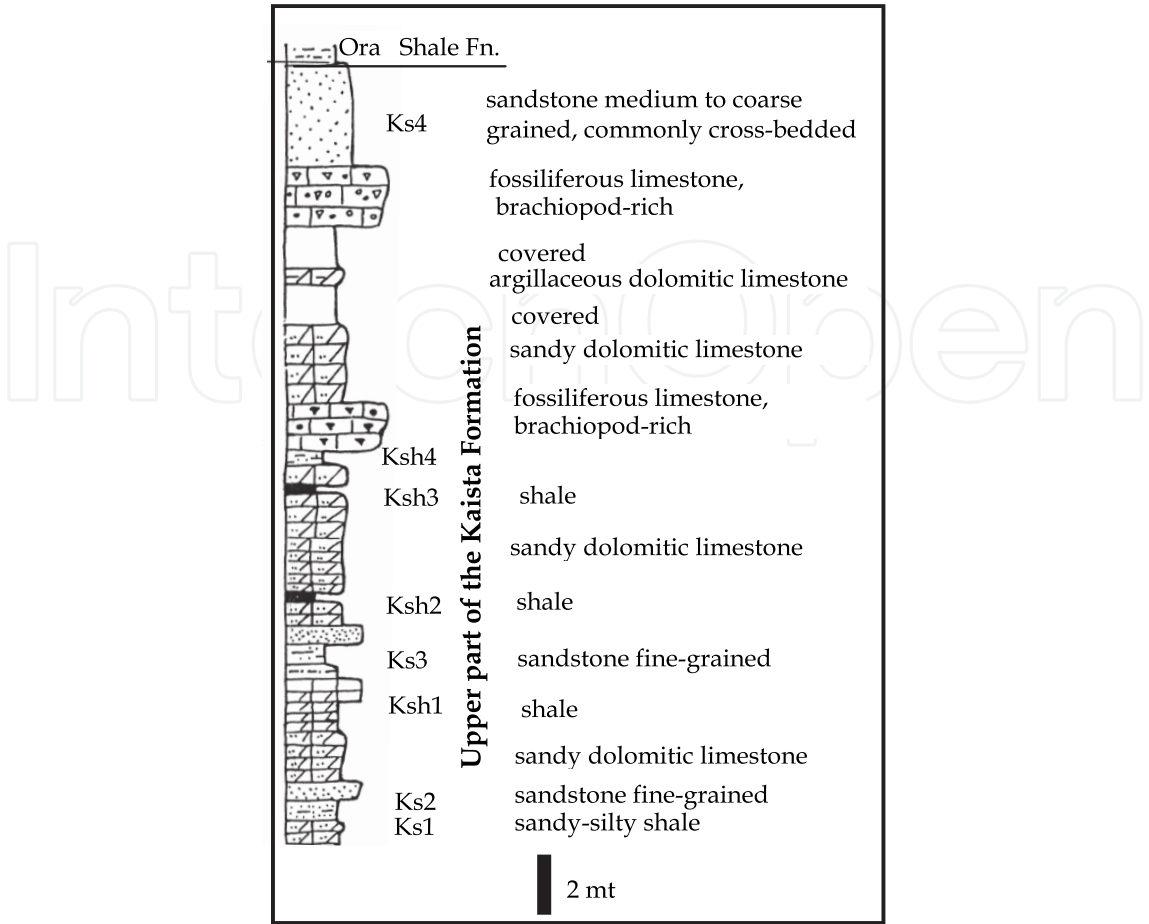 Ora Shale Fn.
Ks4
sandstone medium to coarse
grained, commonly cross-bedded
fossiliferous limestone,
brachiopod-rich
covered
argillaceous dolomitic limestone
covered
sandy dolomitic limestone
fossiliferous limestone,
brachiopod-rich
Ksh4
Ksh3 shale
sandy dolomitic limestone
Ksh2 shale
Ks3 sandstone fine-grained
Ksh1 shale
sandy dolomitic limestone
Ks2 sandstone fine-grained
Ks1 sandy-silty shale
Upper part of the Kaista Formation
2 mt
IntechOpen